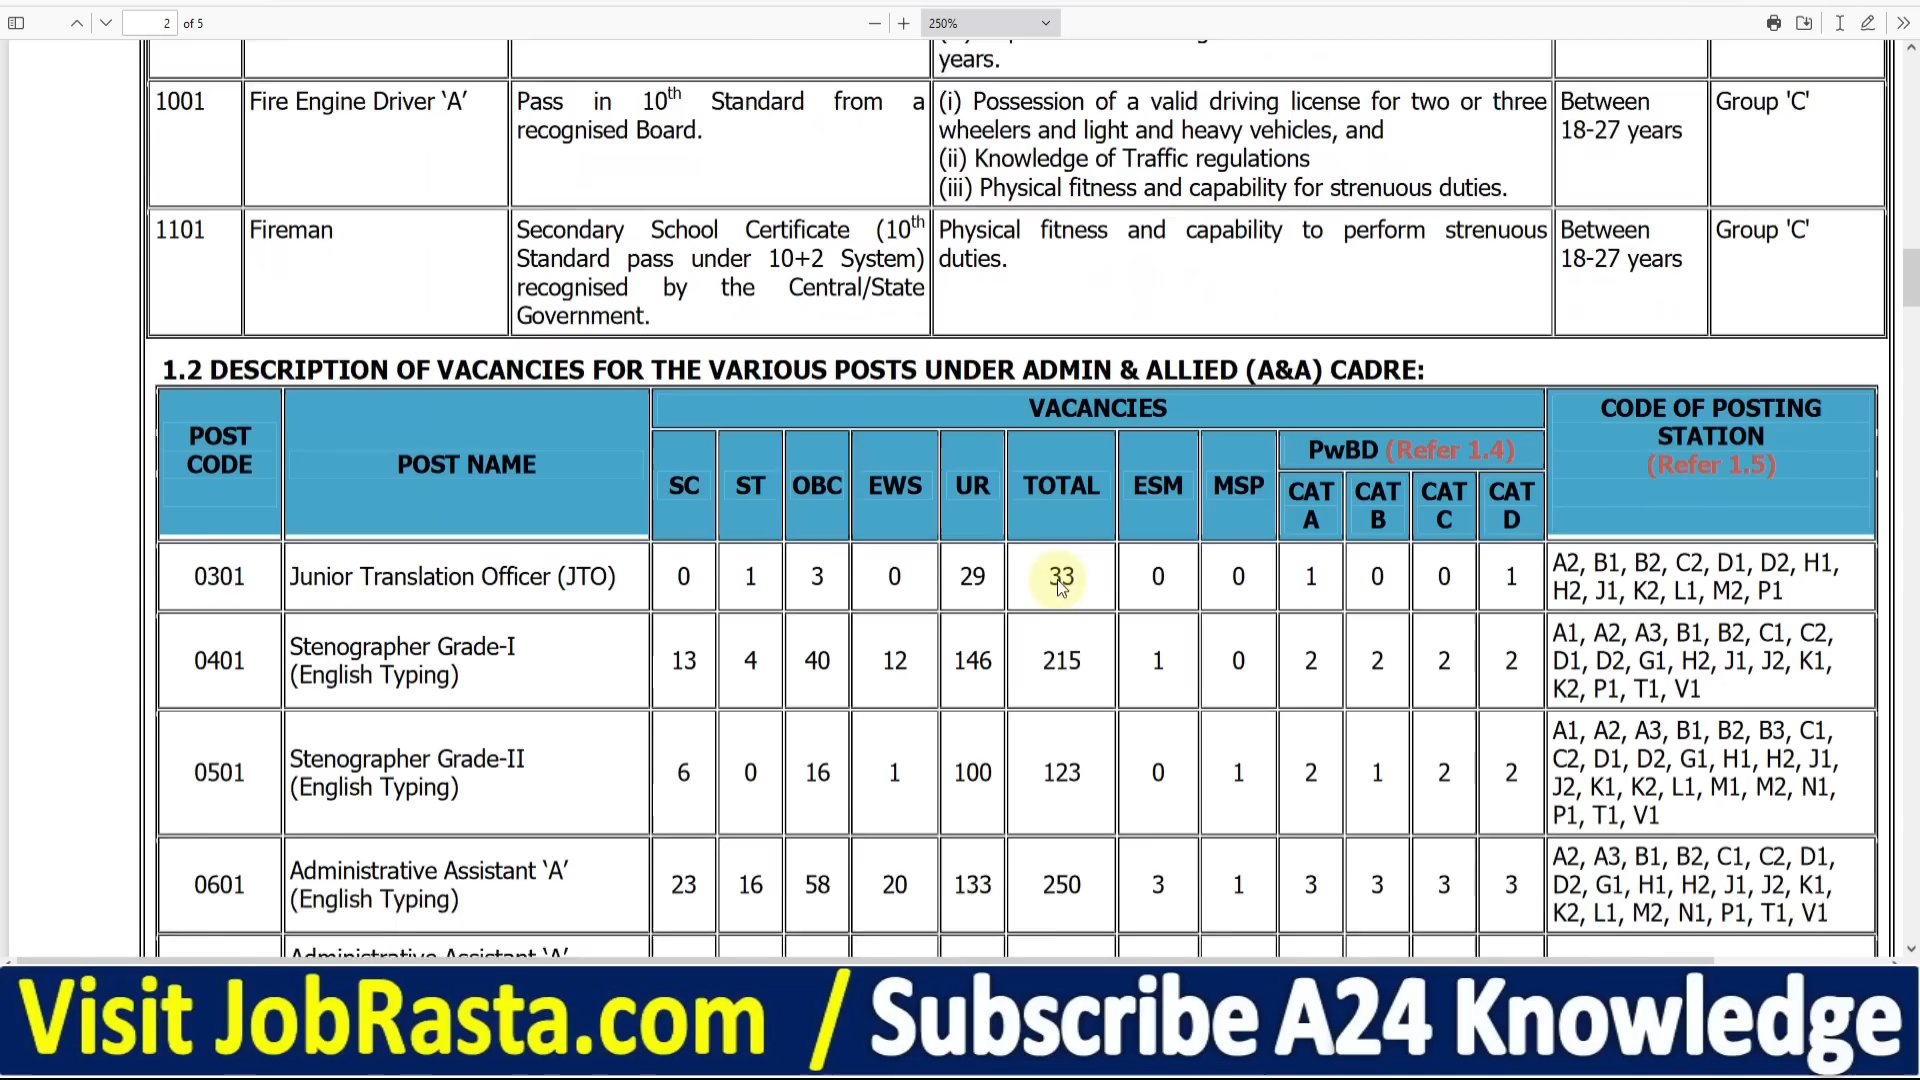 2 of 5
250%
years.
1001 Fire Engine Driver ‘A’ Pass in 10th Standard from a recognised Board. (i) Possession of a valid driving license for two or three wheelers and light and heavy vehicles, and (ii) Knowledge of Traffic regulations (iii) Physical fitness and capability for strenuous duties. Between 18-27 years Group 'C'
1101 Fireman Secondary School Certificate (10th Standard pass under 10+2 System) recognised by the Central/State Government. Physical fitness and capability to perform strenuous duties. Between 18-27 years Group 'C'
1.2 DESCRIPTION OF VACANCIES FOR THE VARIOUS POSTS UNDER ADMIN & ALLIED (A&A) CADRE:
POST CODE
POST NAME
VACANCIES
CODE OF POSTING STATION (Refer 1.5)
SC ST OBC EWS UR TOTAL ESM MSP
PwBD (Refer 1.4)
CAT A CAT B CAT C CAT D
0301 Junior Translation Officer (JTO) 0 1 3 0 29 33 0 0 1 0 0 1 A2, B1, B2, C2, D1, D2, H1, H2, J1, K2, L1, M2, P1
0401 Stenographer Grade-I (English Typing) 13 4 40 12 146 215 1 0 2 2 2 2 A1, A2, A3, B1, B2, C1, C2, D1, D2, G1, H2, J1, J2, K1, K2, P1, T1, V1
0501 Stenographer Grade-II (English Typing) 6 0 16 1 100 123 0 1 2 1 2 2 A1, A2, A3, B1, B2, B3, C1, C2, D1, D2, G1, H1, H2, J1, J2, K1, K2, L1, M1, M2, N1, P1, T1, V1
0601 Administrative Assistant ‘A’ (English Typing) 23 16 58 20 133 250 3 1 3 3 3 3 A2, A3, B1, B2, C1, C2, D1, D2, G1, H1, H2, J1, J2, K1, K2, L1, M2, N1, P1, T1, V1
Administrative Assistant ‘A’
Visit JobRasta.com / Subscribe A24 Knowledge